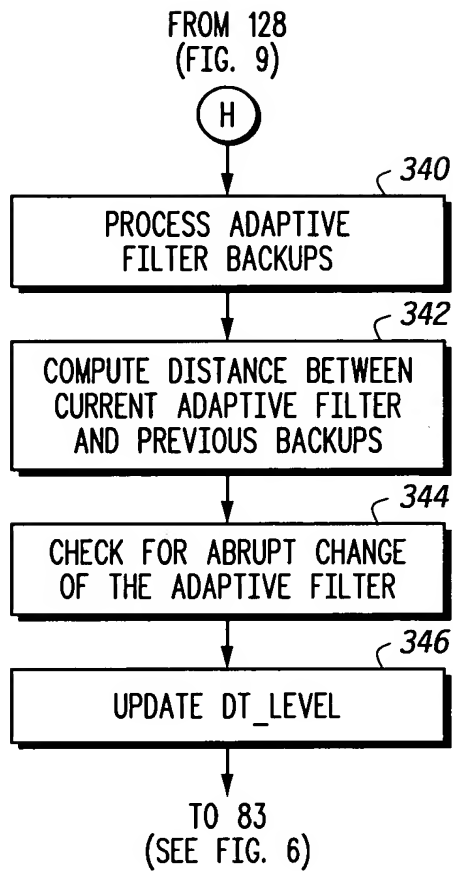 FROM 128
(FIG. 9)
H
340
PROCESS ADAPTIVE
FILTER BACKUPS
342
COMPUTE DISTANCE BETWEEN
CURRENT ADAPTIVE FILTER
AND PREVIOUS BACKUPS
344
CHECK FOR ABRUPT CHANGE
OF THE ADAPTIVE FILTER
346
UPDATE DT_LEVEL
TO 83
(SEE FIG. 6)